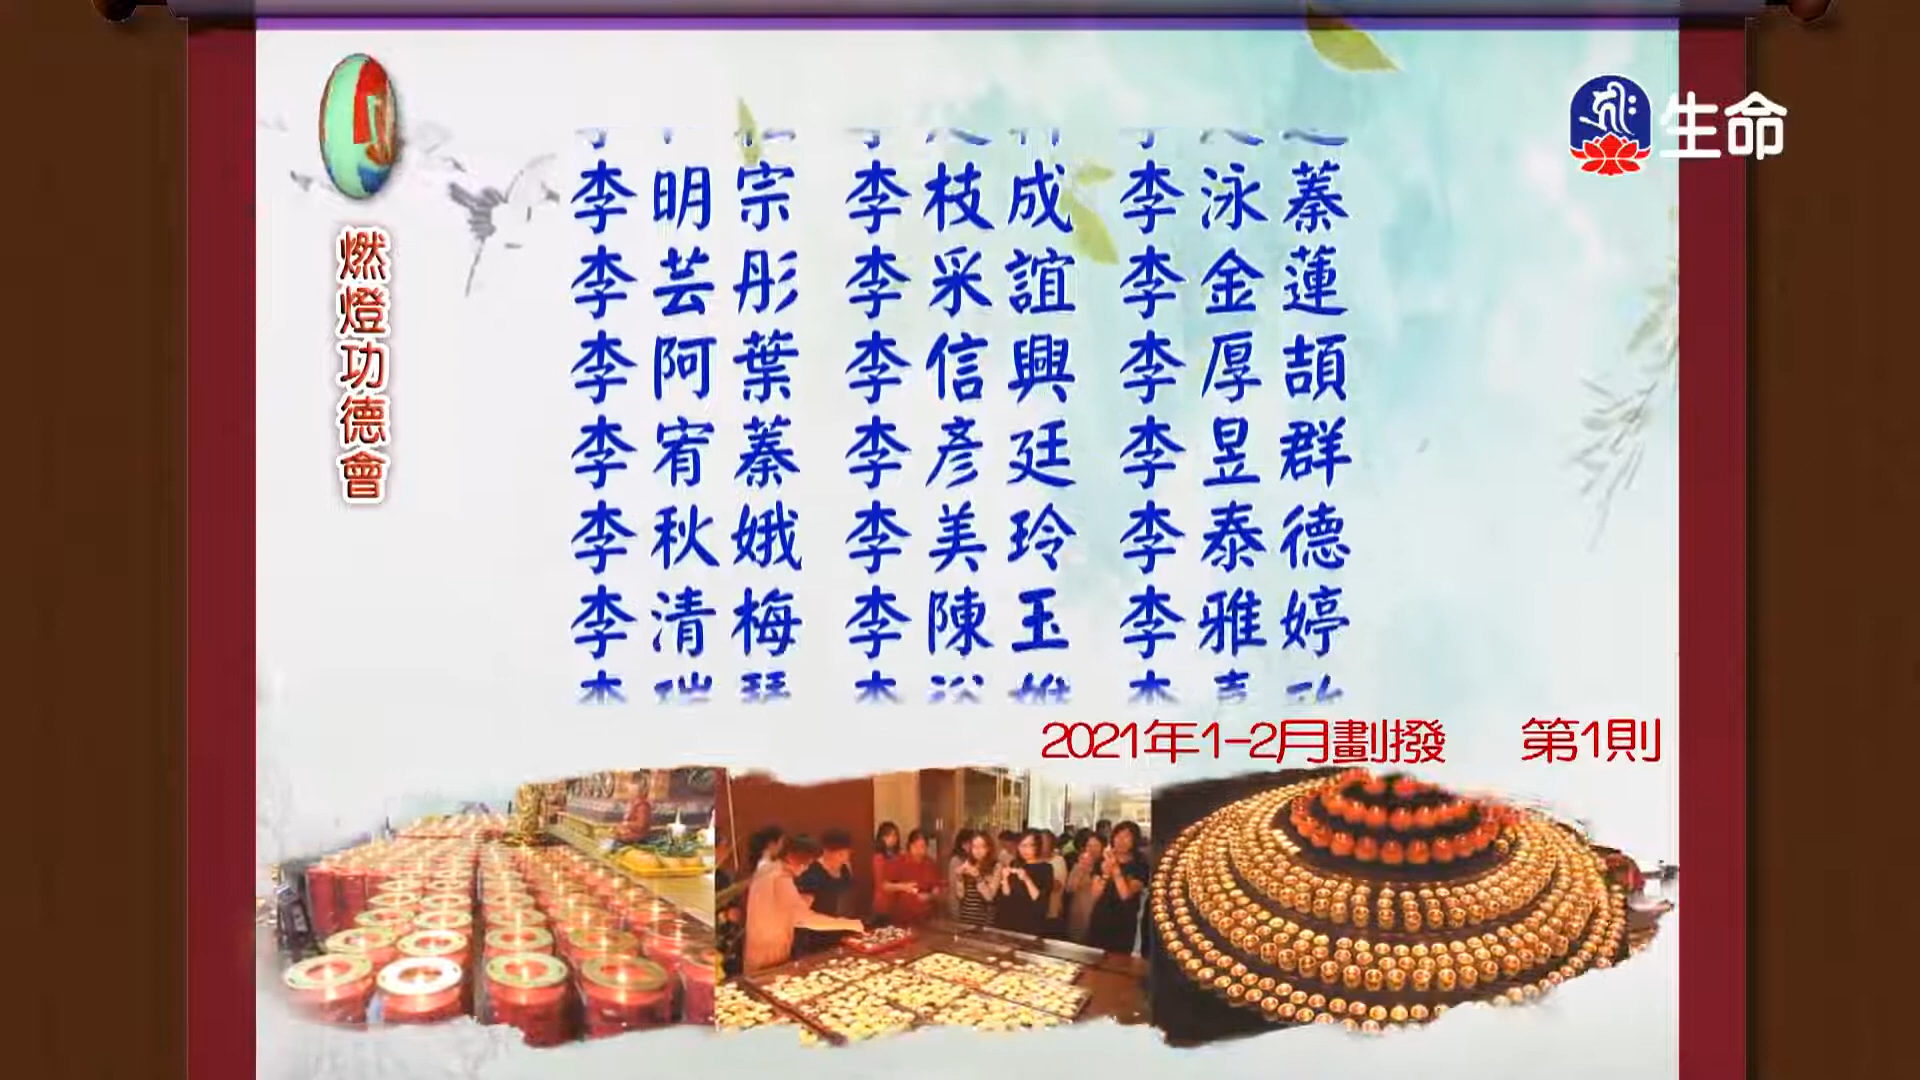 生命
燃燈功德會
李明宗 李枝成 李泳蓁
李芸彤 李采誼 李金蓮
李阿葉 李信興 李厚頡
李宥蓁 李彥廷 李昱群
李秋娥 李美玲 李泰德
李清梅 李陳玉 李雅婷
2021年1-2月劃撥 第1則